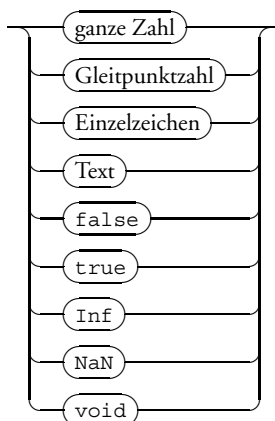 ganze Zahl
Gleitpunktzahl
Einzelzeichen
Text
false
true
Inf
NaN
void